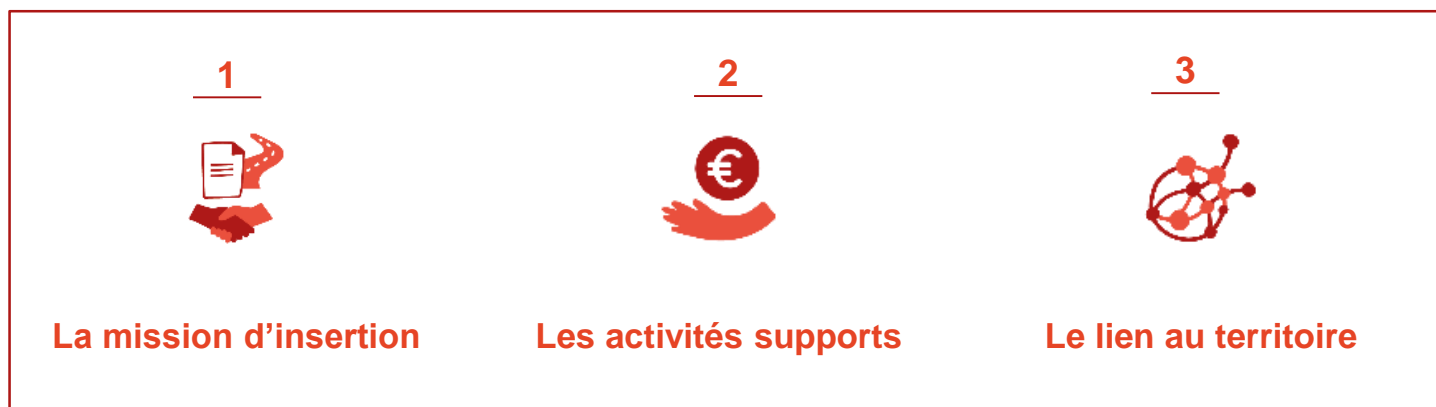 1
2
3
€
La mission d’insertion
Les activités supports
Le lien au territoire